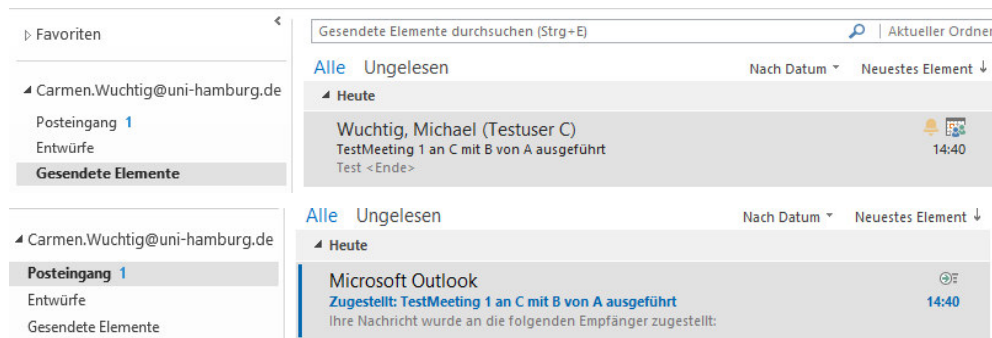 Favoriten
Gesendete Elemente durchsuchen (Strg+E) Aktueller Ordner
Alle Ungelesen Nach Datum Neuestes Element
Carmen.Wuchtig@uni-hamburg.de
Heute
Posteingang 1
Entwürfe
Gesendete Elemente
Wuchtig, Michael (Testuser C)
TestMeeting 1 an C mit B von A ausgeführt 14:40
Test <Ende>
Alle Ungelesen Nach Datum Neuestes Element
Carmen.Wuchtig@uni-hamburg.de
Heute
Posteingang 1
Entwürfe
Gesendete Elemente
Microsoft Outlook
Zugestellt: TestMeeting 1 an C mit B von A ausgeführt 14:40
Ihre Nachricht wurde an die folgenden Empfänger zugestellt: